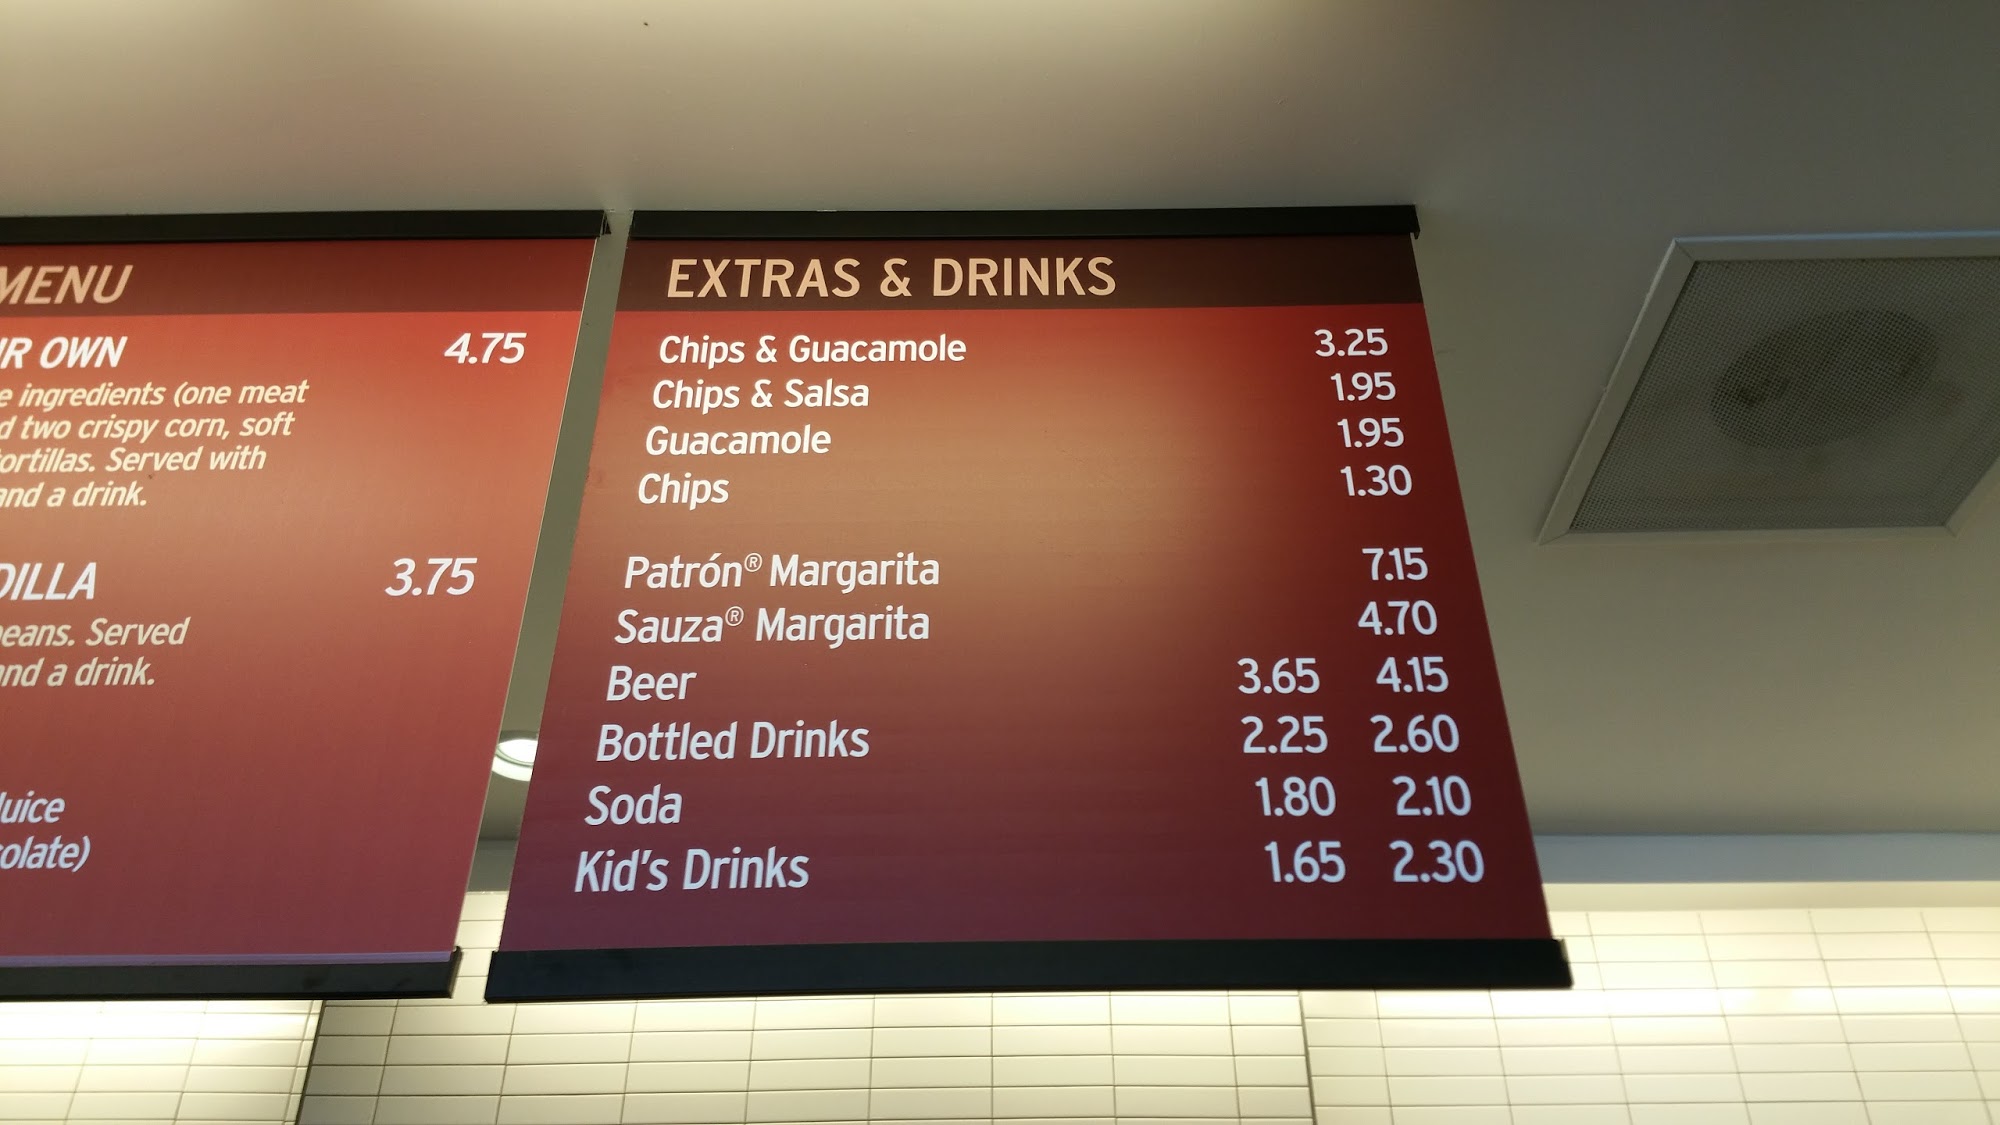 MENU
UR OWN 4.75
ingredients (one meat
two crispy corn, soft
tortillas. Served with
and a drink.
DILLA 3.75
beans. Served
and a drink.
Juice
olate)
EXTRAS & DRINKS
Chips & Guacamole 3.25
Chips & Salsa 1.95
Guacamole 1.95
Chips 1.30
Patrón® Margarita 7.15
Sauza® Margarita 4.70
Beer 3.65 4.15
Bottled Drinks 2.25 2.60
Soda 1.80 2.10
Kid's Drinks 1.65 2.30